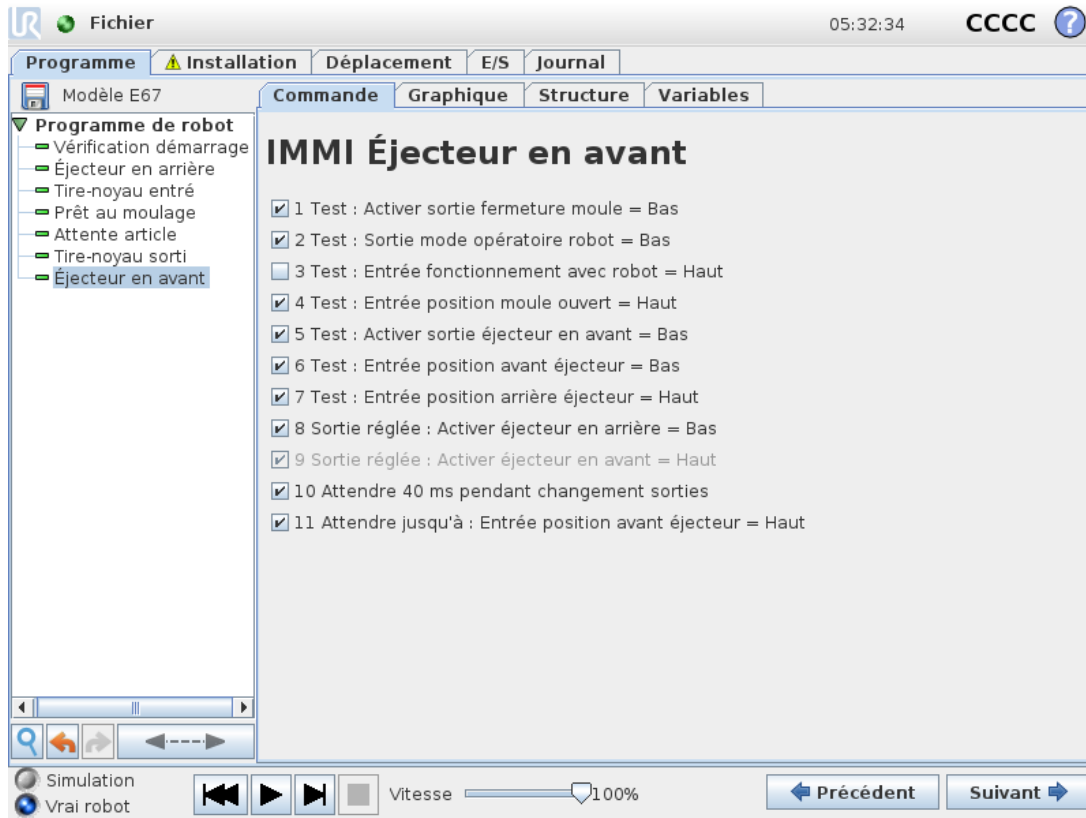 UR Fichier 05:32:34 CCCC ?
Programme Installation Déplacement E/S Journal
Modèle E67
Commande Graphique Structure Variables
Programme de robot
Vérification démarrage
Éjecteur en arrière
Tire-noyau entré
Prêt au moulage
Attente article
Tire-noyau sorti
Éjecteur en avant
IMMI Éjecteur en avant
1 Test : Activer sortie fermeture moule = Bas
2 Test : Sortie mode opératoire robot = Bas
3 Test : Entrée fonctionnement avec robot = Haut
4 Test : Entrée position moule ouvert = Haut
5 Test : Activer sortie éjecteur en avant = Bas
6 Test : Entrée position avant éjecteur = Bas
7 Test : Entrée position arrière éjecteur = Haut
8 Sortie réglée : Activer éjecteur en arrière = Bas
9 Sortie réglée : Activer éjecteur en avant = Haut
10 Attendre 40 ms pendant changement sorties
11 Attendre jusqu'à : Entrée position avant éjecteur = Haut
Simulation
Vrai robot
Vitesse 100%
Précédent Suivant